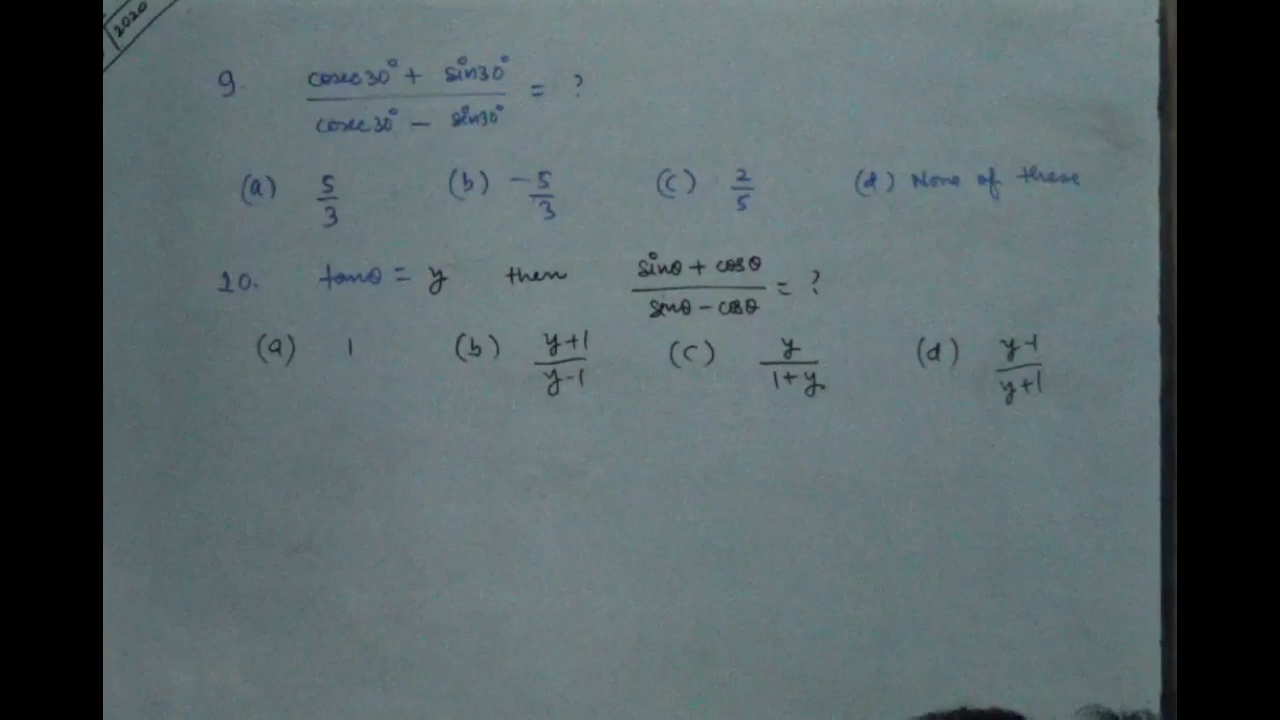 2020
9. (cosec30° + sin30°)/(cosec30° - sin30°) = ?
(a) 5/3 (b) -5/3 (c) 2/5 (d) None of these
10. tanθ = y then (sinθ + cosθ)/(sinθ - cosθ) = ?
(a) 1 (b) (y+1)/(y-1) (c) y/(1+y) (d) (y-1)/(y+1)